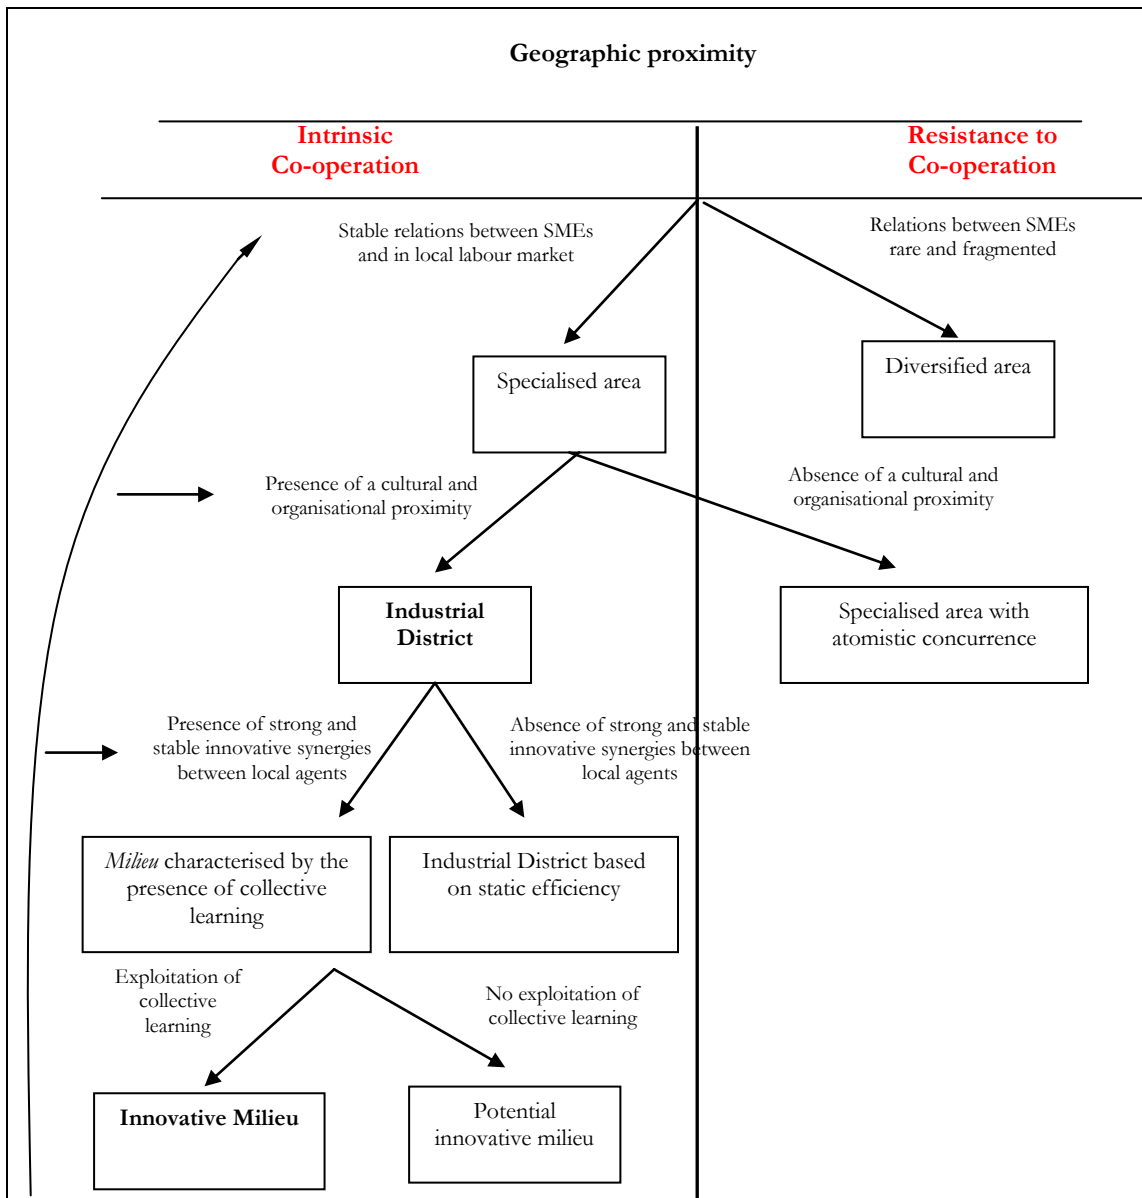 Geographic proximity
Intrinsic
Co-operation
Resistance to
Co-operation
Stable relations between SMEs
and in local labour market
Relations between SMEs
rare and fragmented
Specialised area
Diversified area
Presence of a cultural and
organisational proximity
Absence of a cultural and
organisational proximity
Industrial
District
Specialised area with
atomistic concurrence
Presence of strong and
stable innovative synergies
between local agents
Absence of strong and stable
innovative synergies between
local agents
Milieu characterised by the
presence of collective
learning
Industrial District based
on static efficiency
Exploitation of
collective
learning
No exploitation of
collective learning
Innovative Milieu
Potential
innovative milieu